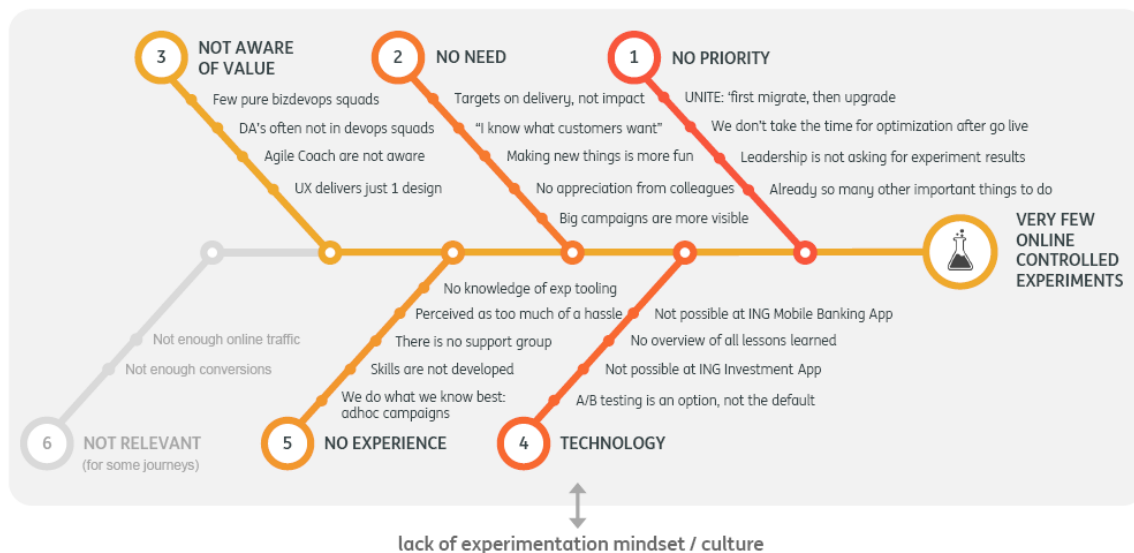 3
NOT AWARE
OF VALUE
Few pure bizdevops squads
DA's often not in devops squads
Agile Coach are not aware
UX delivers just 1 design
2
NO NEED
Targets on delivery, not impact
“I know what customers want”
Making new things is more fun
No appreciation from colleagues
Big campaigns are more visible
1
NO PRIORITY
UNITE: ‘first migrate, then upgrade
We don't take the time for optimization after go live
Leadership is not asking for experiment results
Already so many other important things to do
VERY FEW
ONLINE
CONTROLLED
EXPERIMENTS
Not enough online traffic
Not enough conversions
6
NOT RELEVANT
(for some journeys)
No knowledge of exp tooling
Perceived as too much of a hassle
There is no support group
Skills are not developed
We do what we know best:
adhoc campaigns
5
NO EXPERIENCE
Not possible at ING Mobile Banking App
No overview of all lessons learned
Not possible at ING Investment App
A/B testing is an option, not the default
4
TECHNOLOGY
lack of experimentation mindset / culture